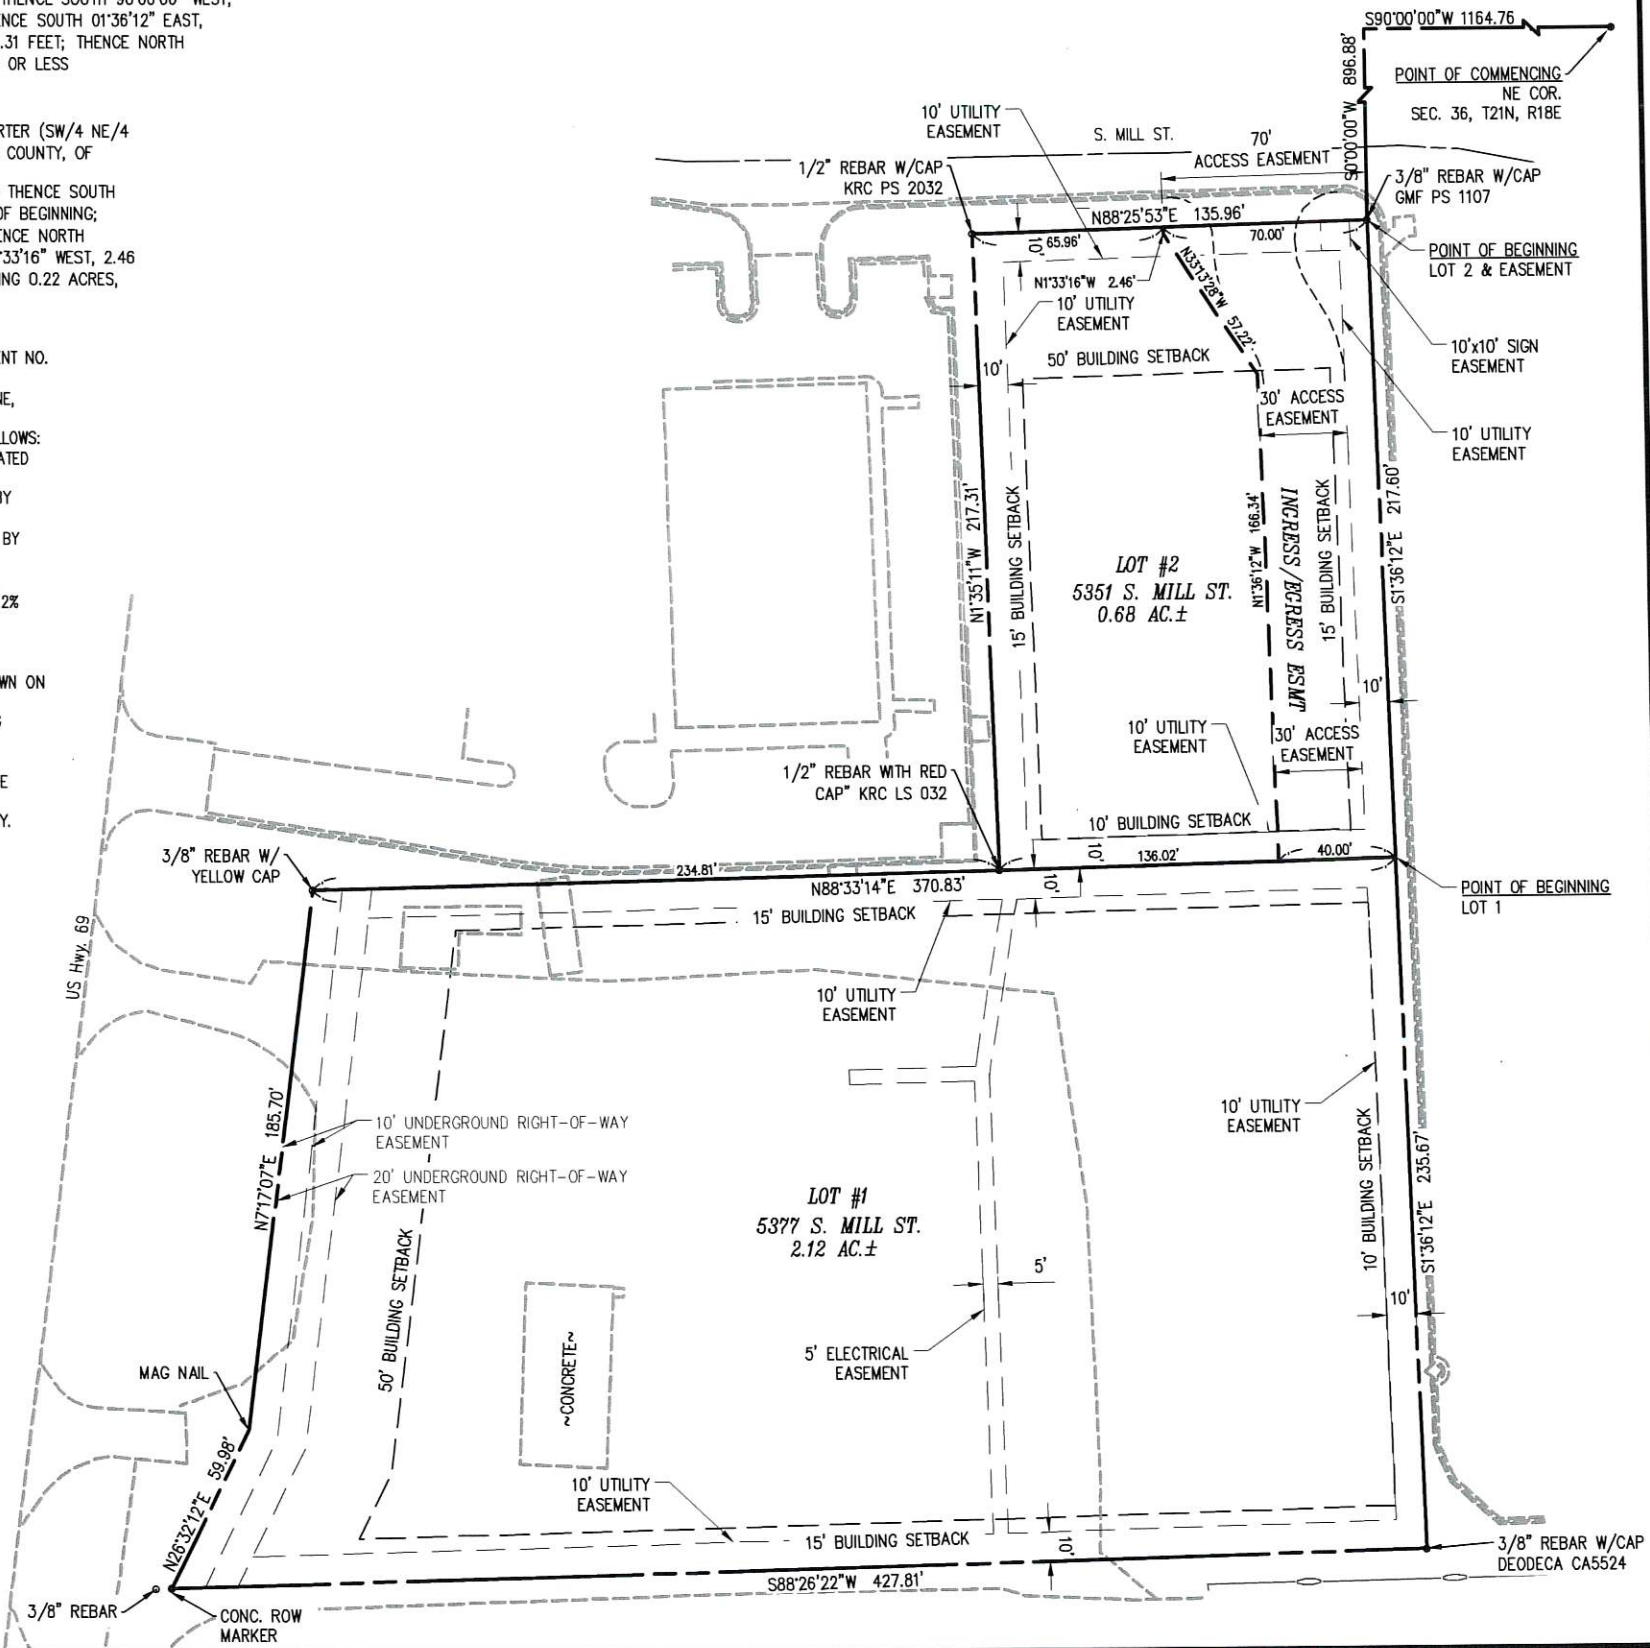 THENCE SOUTH 90°00'00" WEST,
NCE SOUTH 01°36'12" EAST,
.31 FEET; THENCE NORTH
OR LESS
RTER (SW/4 NE/4
COUNTY, OF
THENCE SOUTH
OF BEGINNING;
ENCE NORTH
°33'16" WEST, 2.46
ING 0.22 ACRES,
ENT NO.
NE,
LLOWS:
ATED
BY
BY
2%
WN ON
G
E
Y.
S90°00'00"W 1164.76
S0°00'00"W 896.88'
POINT OF COMMENCING
NE COR.
SEC. 36, T21N, R18E
10' UTILITY
EASEMENT
S. MILL ST.
70'
ACCESS EASEMENT
1/2" REBAR W/CAP
KRC PS 2032
3/8" REBAR W/CAP
GMF PS 1107
N88°25'53"E 135.96'
65.96'
70.00'
10'
POINT OF BEGINNING
LOT 2 & EASEMENT
N1°33'16"W 2.46'
N33°13'28"W 57.22'
10' UTILITY
EASEMENT
10'x10' SIGN
EASEMENT
50' BUILDING SETBACK
10'
30' ACCESS
EASEMENT
10' UTILITY
EASEMENT
N1°35'11"W 217.31'
15' BUILDING SETBACK
LOT #2
5351 S. MILL ST.
0.68 AC.±
N1°36'12"W 166.34'
INGRESS/EGRESS ESMT
15' BUILDING SETBACK
S1°36'12"E 217.60'
10'
10' UTILITY
EASEMENT
30' ACCESS
EASEMENT
1/2" REBAR WITH RED
CAP" KRC LS 032
10' BUILDING SETBACK
10'
136.02'
40.00'
3/8" REBAR W/
YELLOW CAP
234.81'
N88°33'14"E 370.83'
10'
POINT OF BEGINNING
LOT 1
15' BUILDING SETBACK
US Hwy. 69
10' UTILITY
EASEMENT
N7°17'07"E 185.70'
10' UNDERGROUND RIGHT-OF-WAY
EASEMENT
20' UNDERGROUND RIGHT-OF-WAY
EASEMENT
10' UTILITY
EASEMENT
LOT #1
5377 S. MILL ST.
2.12 AC.±
50' BUILDING SETBACK
10' BUILDING SETBACK
S1°36'12"E 235.67'
5'
10'
5' ELECTRICAL
EASEMENT
~CONCRETE~
MAG NAIL
N26°32'12"E 59.98'
10' UTILITY
EASEMENT
15' BUILDING SETBACK
10'
S88°26'22"W 427.81'
3/8" REBAR W/CAP
DEODECA CA5524
3/8" REBAR
CONC. ROW
MARKER